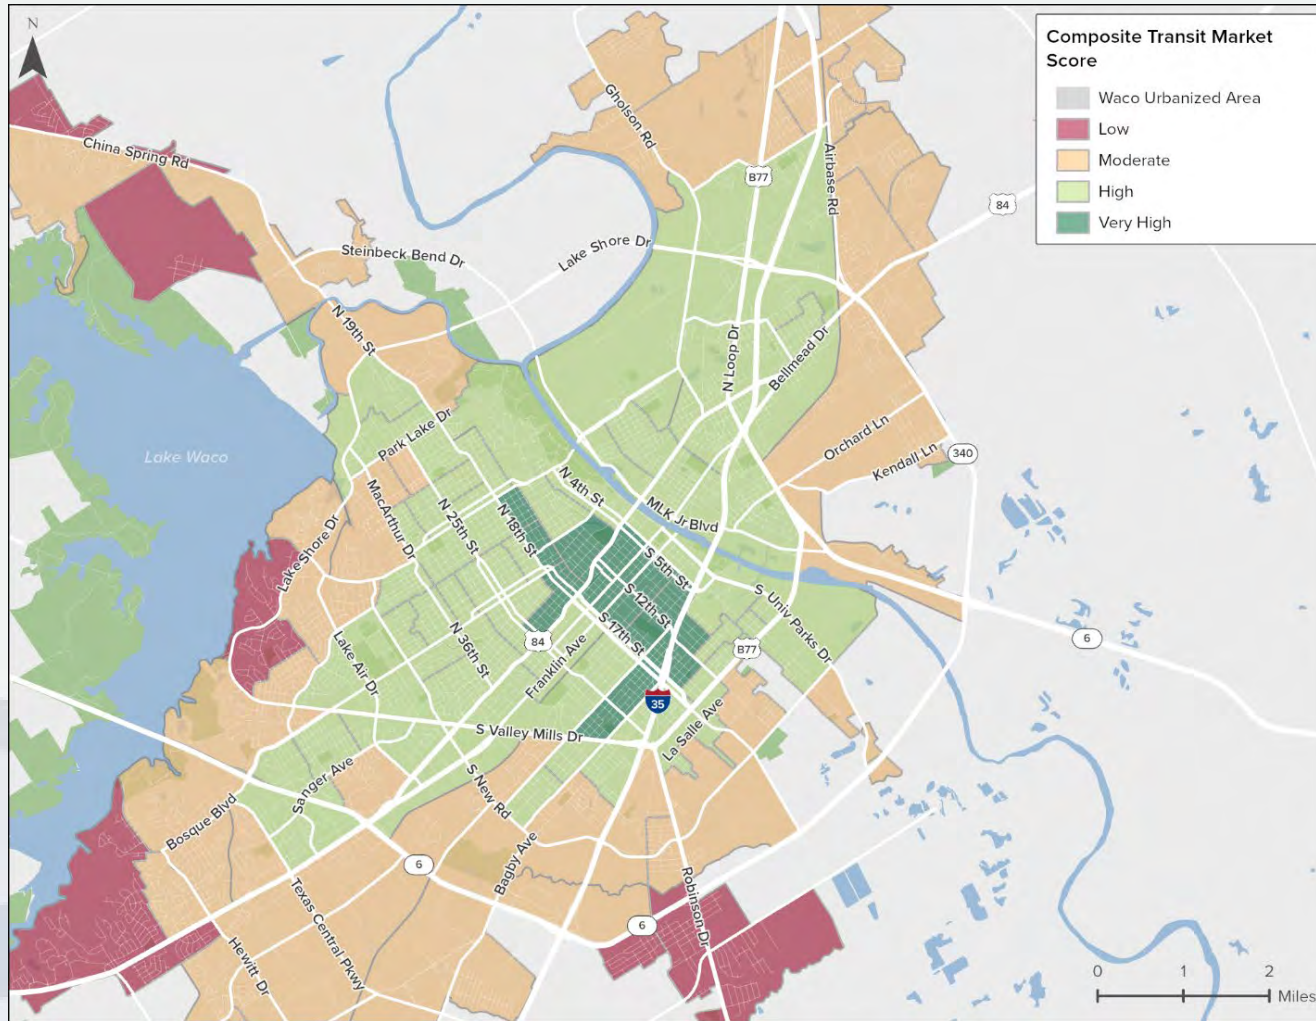 N
Composite Transit Market
Score
Waco Urbanized Area
Low
Moderate
High
Very High
China Spring Rd
Gholson Rd
B77
Airbase Rd
84
Steinbeck Bend Dr
Lake Shore Dr
N 19th St
N Loop Dr
Bellmead Dr
Park Lake Dr
Orchard Ln
Kendall Ln
340
Lake Waco
MacArthur Dr
N 25th St
N 18th St
N 4th St
MLK Jr Blvd
Lake Shore Dr
S 5th St
S 12th St
S 17th St
S Univ Parks Dr
6
84
B77
N 36th St
Franklin Ave
Lake Air Dr
35
La Salle Ave
S Valley Mills Dr
Sanger Ave
S New Rd
Bosque Blvd
Bagby Ave
6
Texas Central Pkwy
Robinson Dr
6
Hewitt Dr
0 1 2
Miles